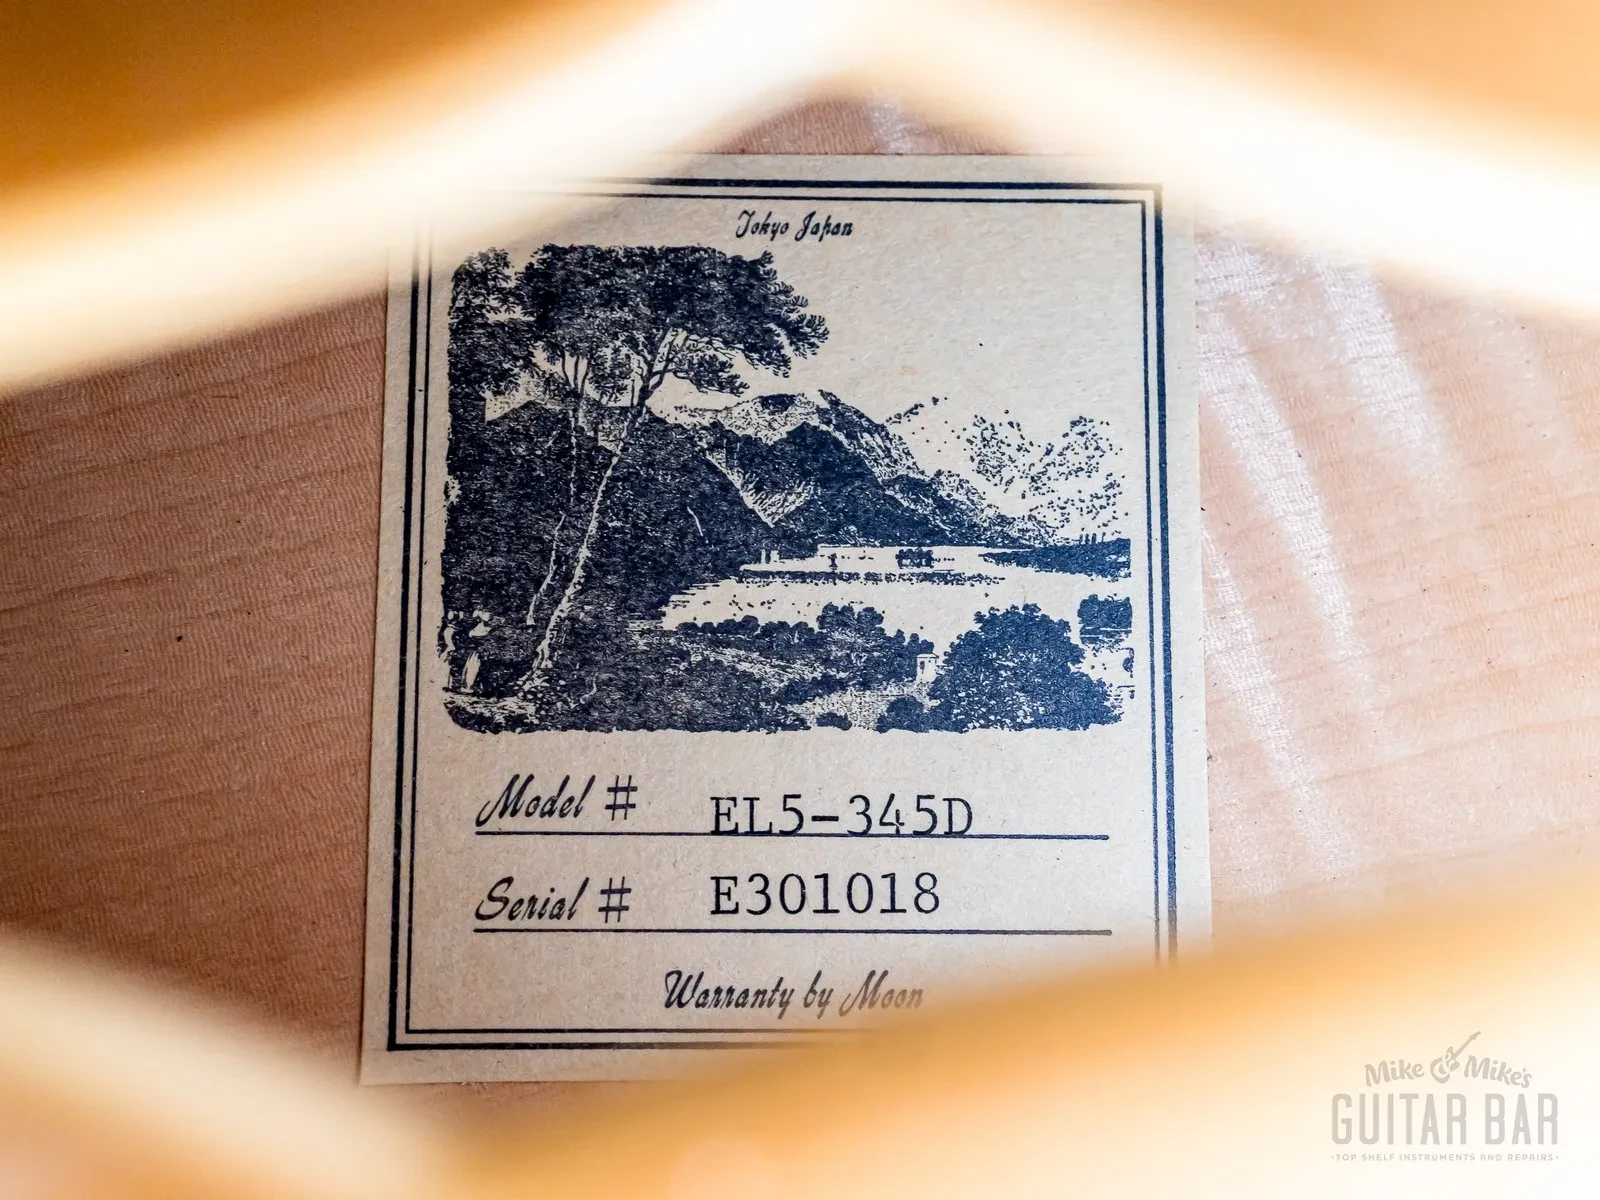 Tokyo Japan
Model # EL5-345D
Serial # E301018
Warranty by Moon
Mike & Mike's
GUITAR BAR
•TOP SHELF INSTRUMENTS AND REPAIRS•